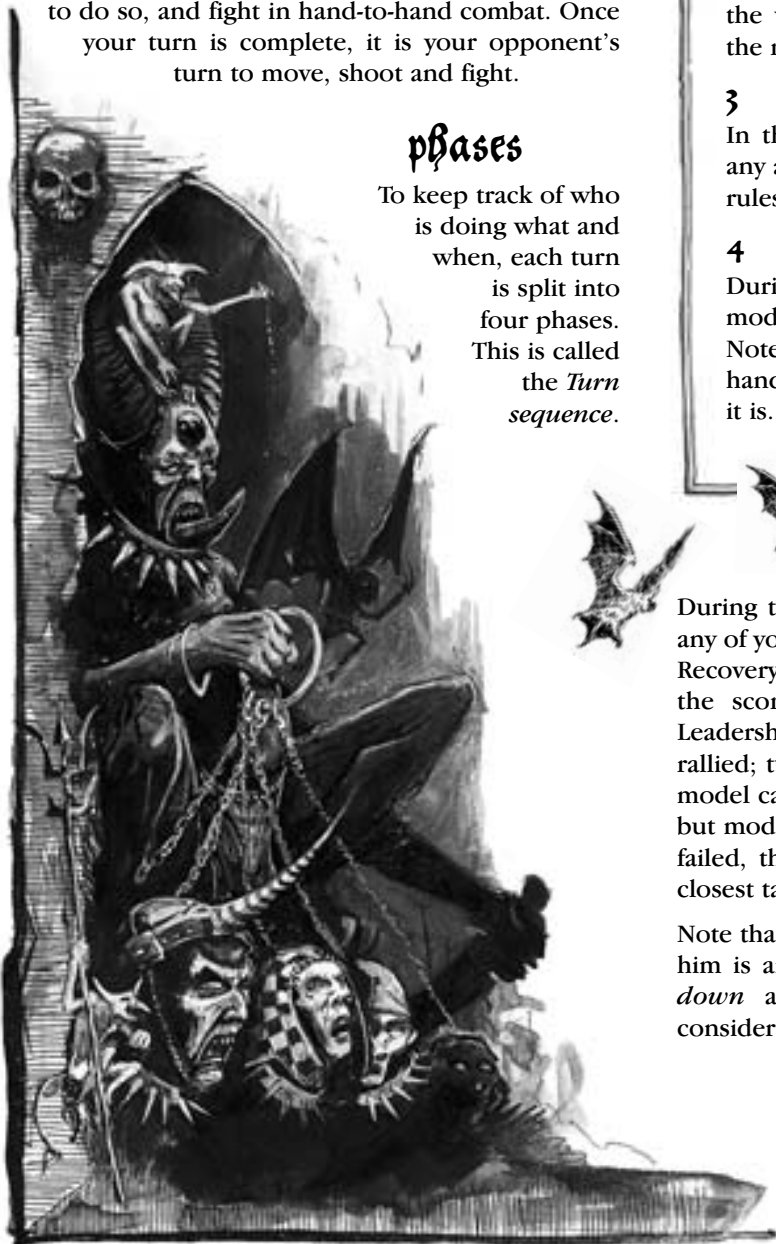 to do so, and fight in hand-to-hand combat. Once
your turn is complete, it is your opponent's
turn to move, shoot and fight.
phases
To keep track of who
is doing what and
when, each turn
is split into
four phases.
This is called
the Turn
sequence.
the
the
3
In th
any a
rules
4
Duri
mod
Note
hand
it is.
During t
any of yo
Recovery
the scor
Leadersh
rallied; t
model ca
but mod
failed, th
closest ta
Note tha
him is a
down a
consider